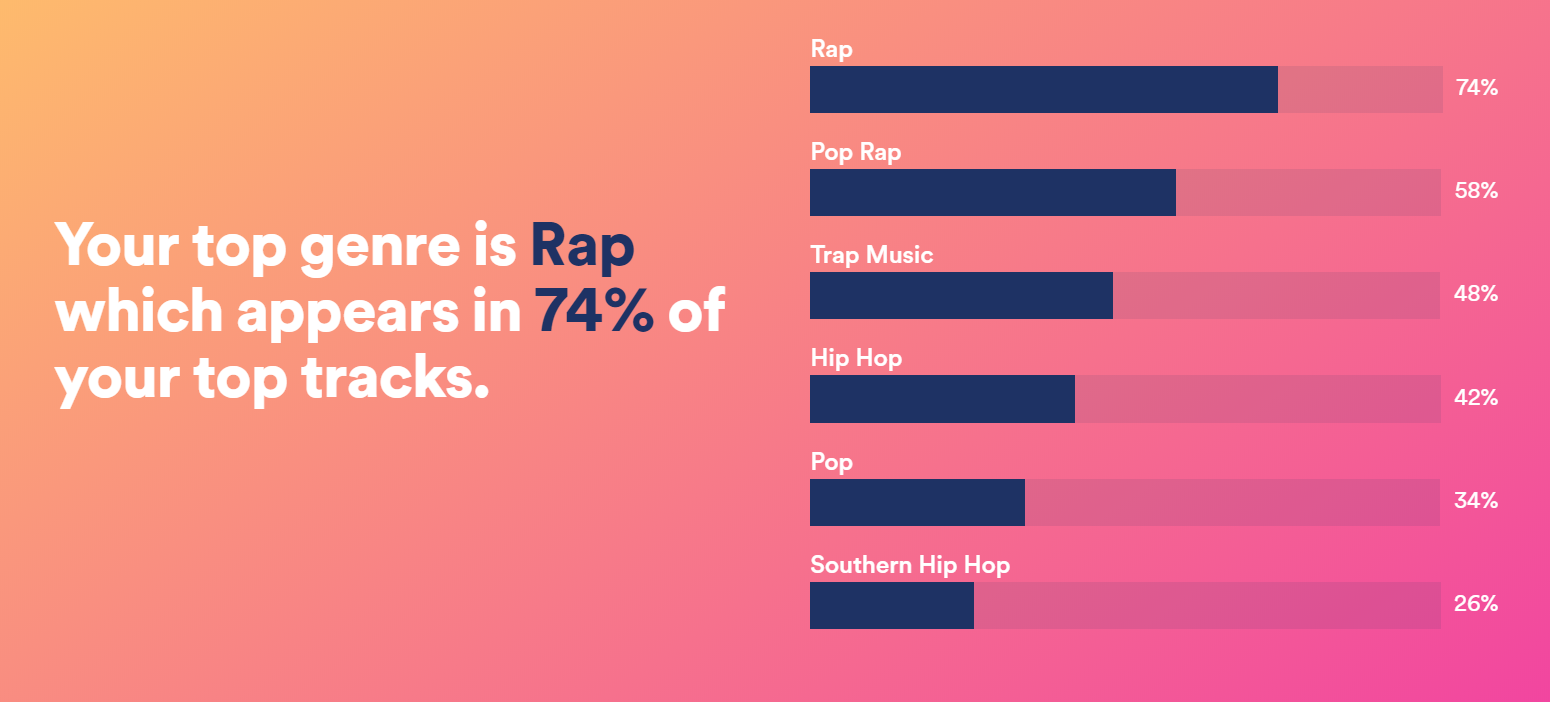 Your top genre is Rap
which appears in 74% of
your top tracks.
Rap
74%
Pop Rap
58%
Trap Music
48%
Hip Hop
42%
Pop
34%
Southern Hip Hop
26%